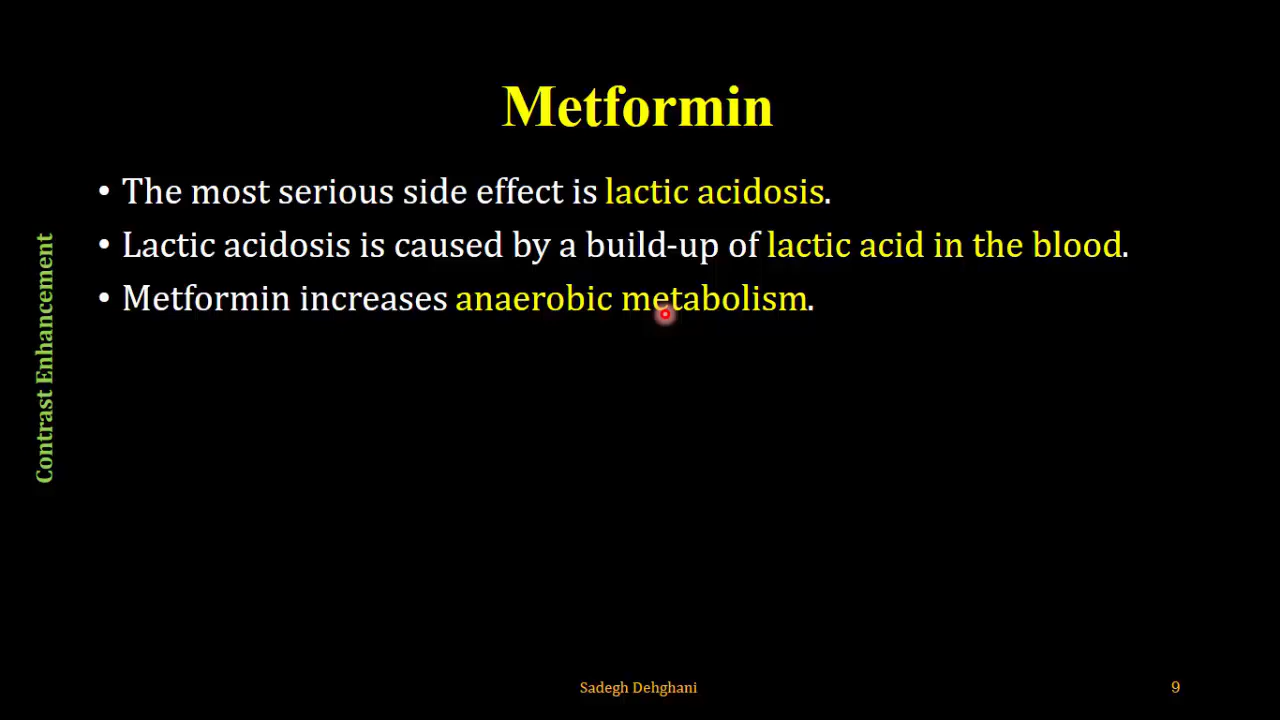 Metformin
• The most serious side effect is lactic acidosis.
• Lactic acidosis is caused by a build-up of lactic acid in the blood.
• Metformin increases anaerobic metabolism.
Contrast Enhancement
Sadegh Dehghani
9